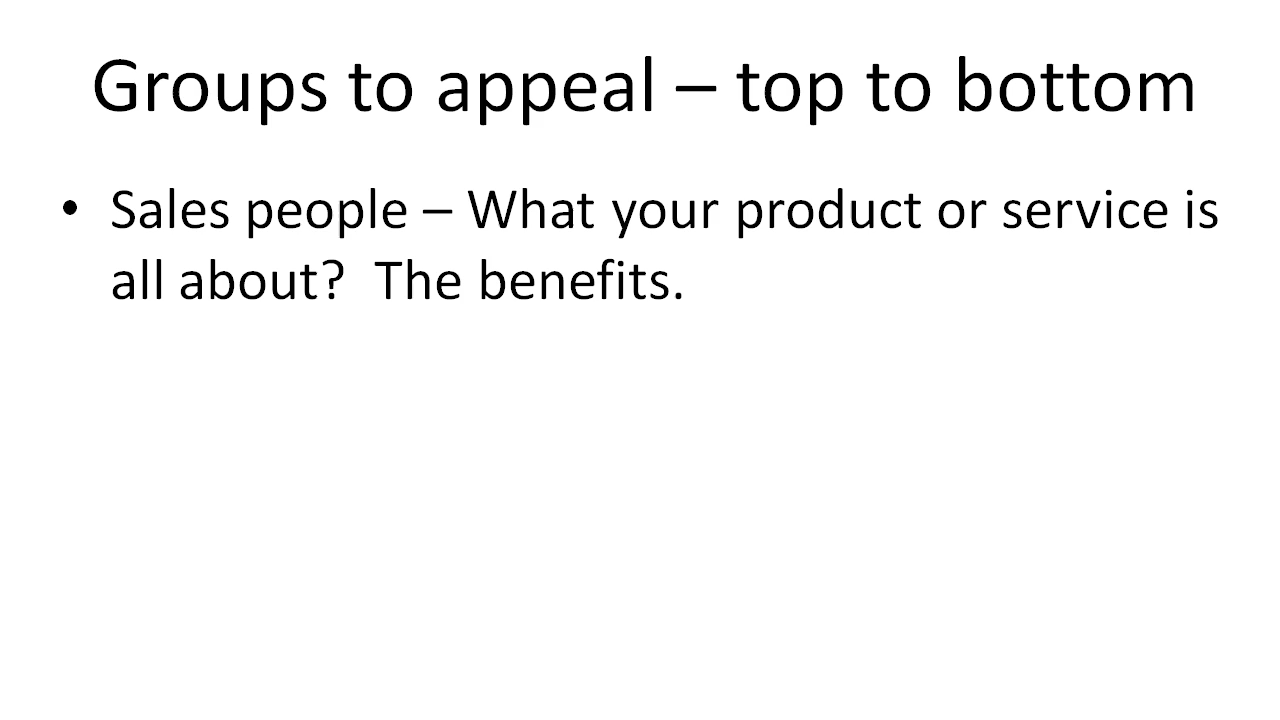 Groups to appeal – top to bottom
• Sales people – What your product or service is
all about?  The benefits.